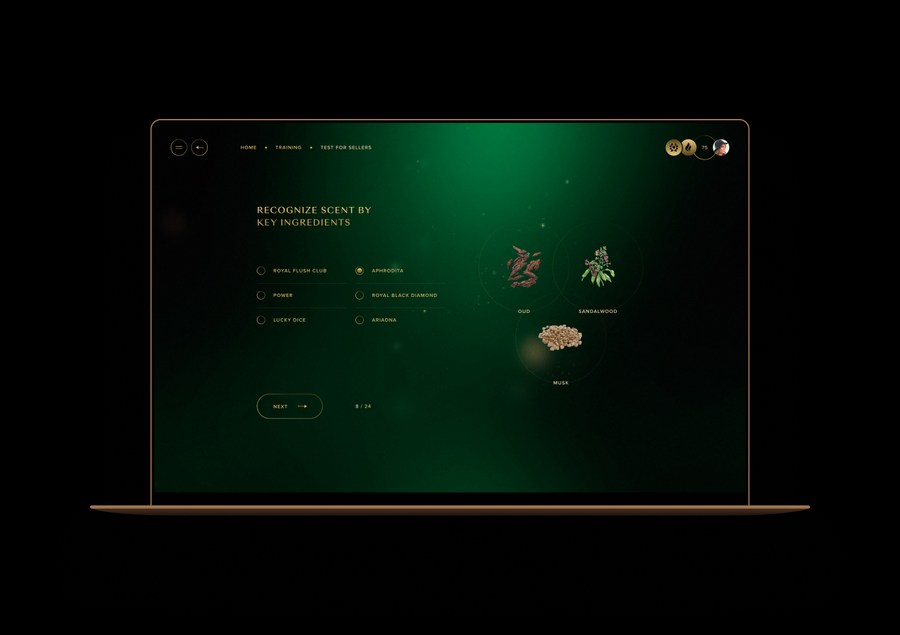 HOME • TRAINING • TEST FOR SELLERS
75
RECOGNIZE SCENT BY
KEY INGREDIENTS
ROYAL FLUSH CLUB
APHRODITA
POWER
ROYAL BLACK DIAMOND
LUCKY DICE
ARIADNA
OUD
SANDALWOOD
MUSK
NEXT
8 / 24